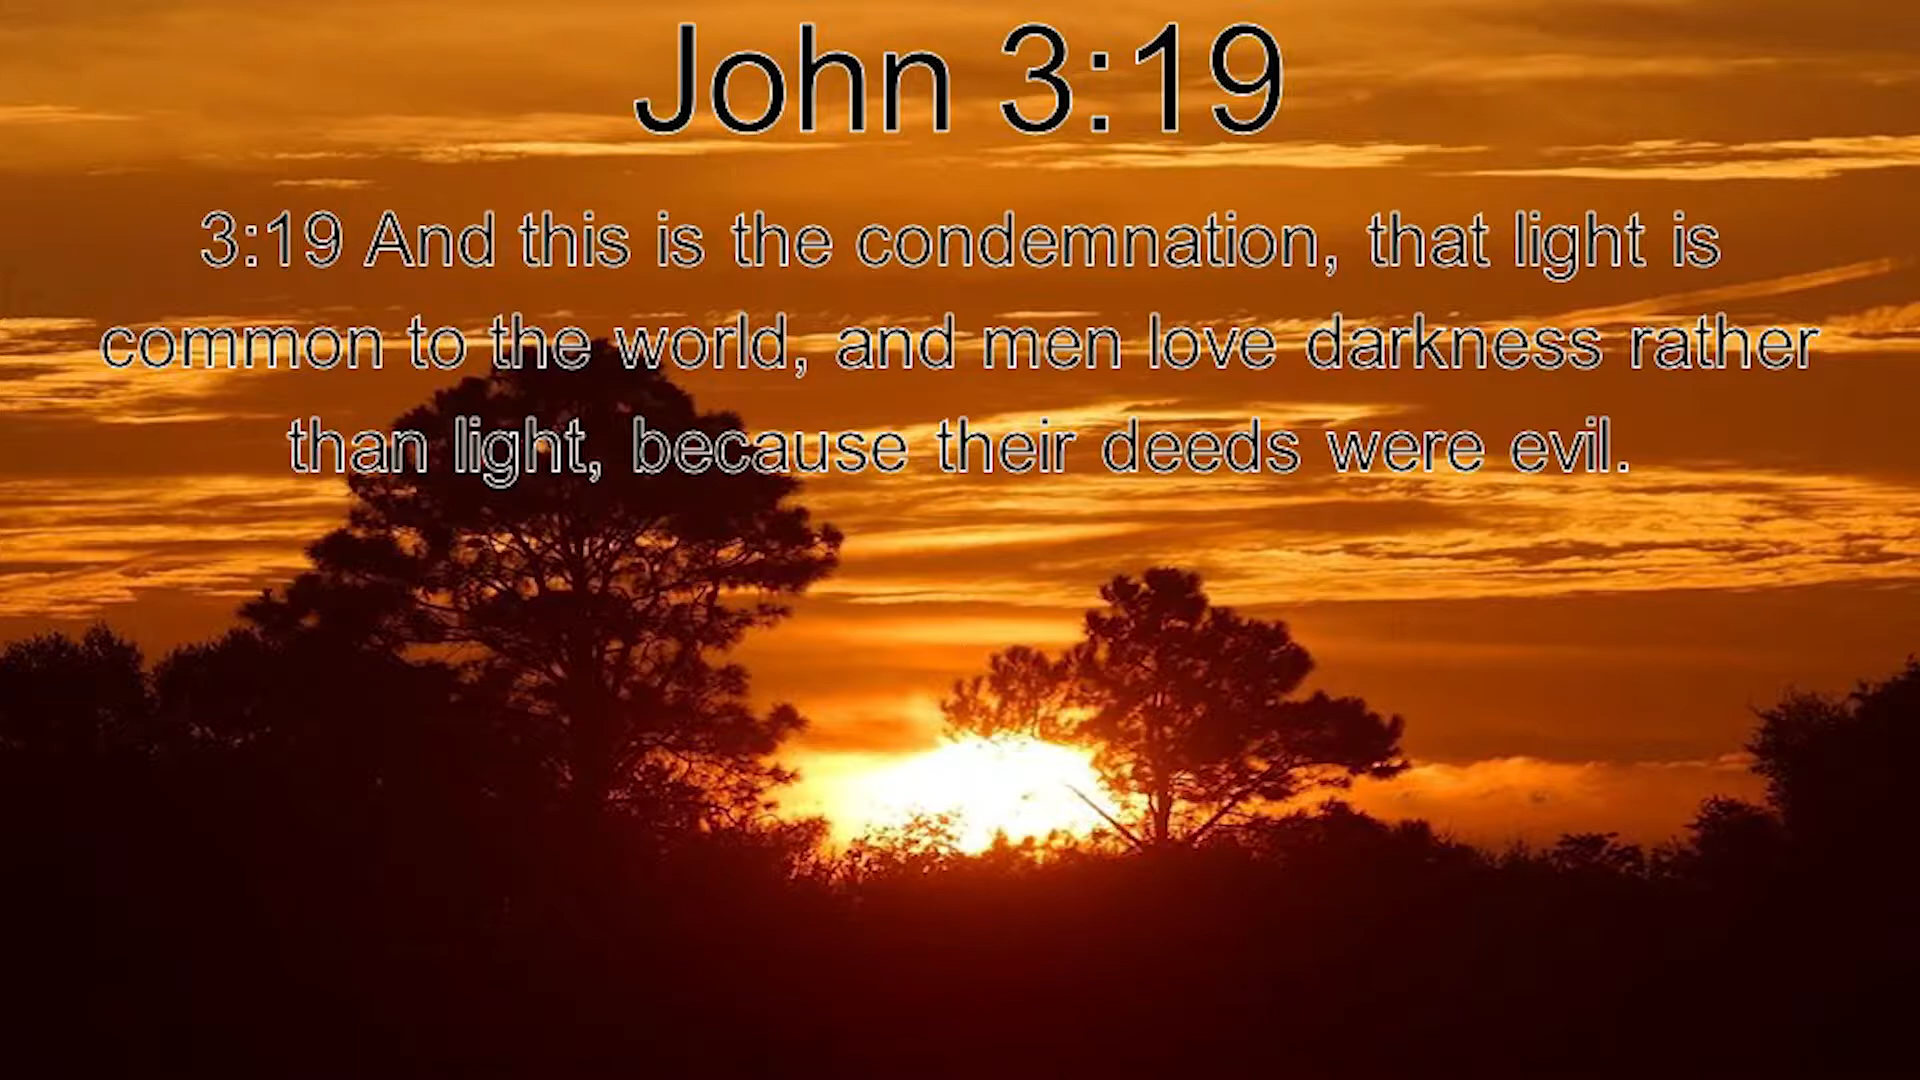 John 3:19
3:19 And this is the condemnation, that light is
common to the world, and men love darkness rather
than light, because their deeds were evil.